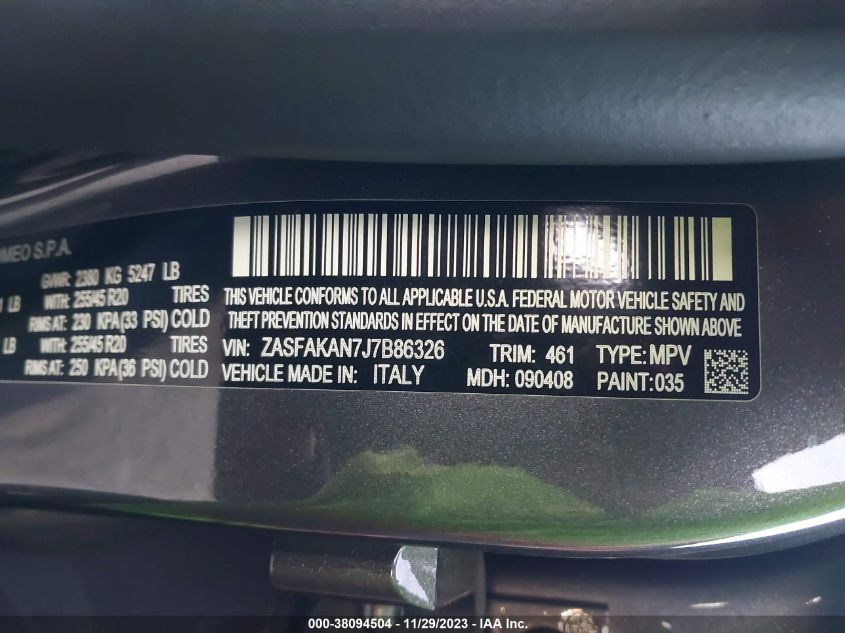 OMEO S.P.A.
GWR: 2380 KG 5247 LB
LB WITH: 255/45 R20 TIRES
RIMS AT: 230 KPA(33 PSI) COLD
LB WITH: 255/45 R20 TIRES
RIMS AT: 250 KPA(36 PSI) COLD
THIS VEHICLE CONFORMS TO ALL APPLICABLE U.S.A. FEDERAL MOTOR VEHICLE SAFETY AND
THEFT PREVENTION STANDARDS IN EFFECT ON THE DATE OF MANUFACTURE SHOWN ABOVE
VIN: ZASFAKAN7J7B86326 TRIM: 461 TYPE: MPV
VEHICLE MADE IN: ITALY MDH: 090408 PAINT: 035
000-38094504 - 11/29/2023 - IAA Inc.